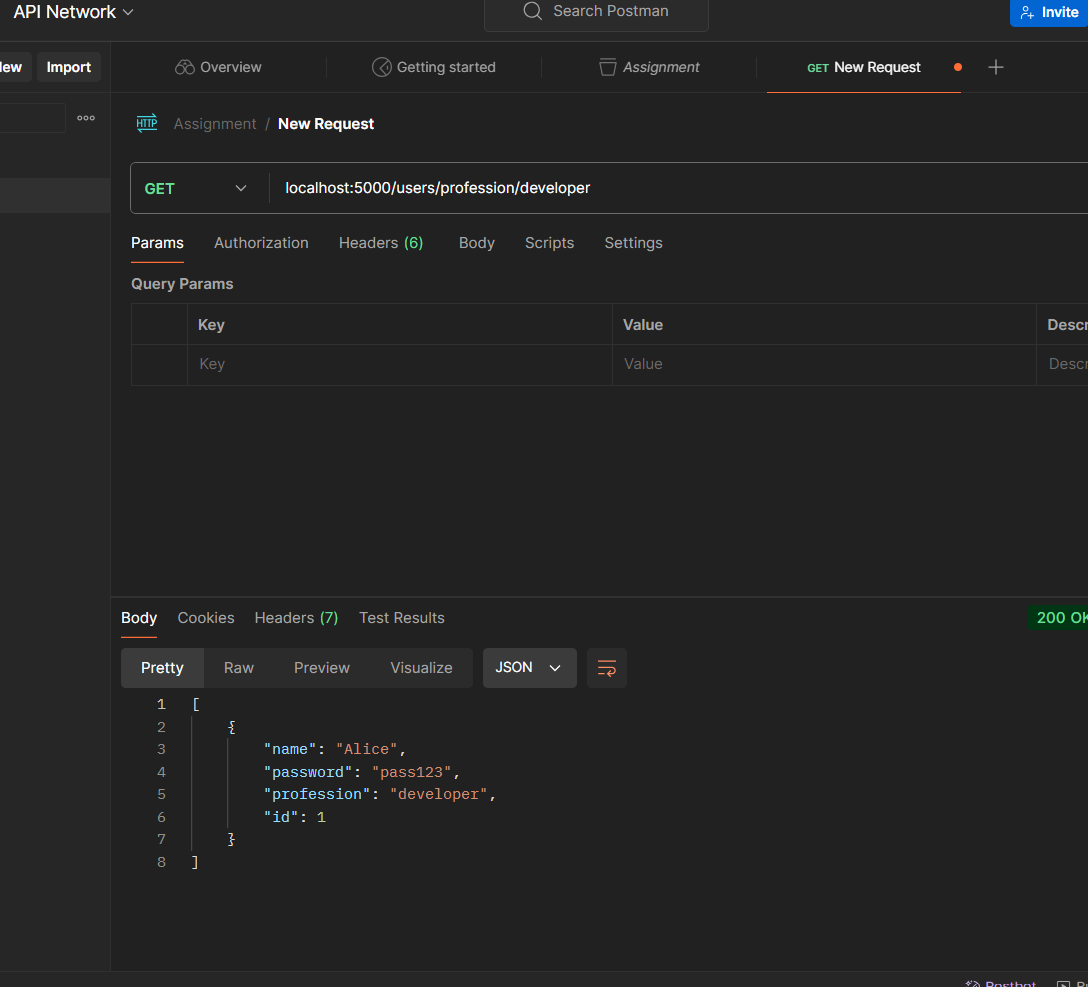 API Network
Search Postman
Invite
Import
Overview
Getting started
Assignment
GET New Request
HTTP Assignment / New Request
GET localhost:5000/users/profession/developer
Params Authorization Headers (6) Body Scripts Settings
Query Params
Key Value
Key Value
Body Cookies Headers (7) Test Results 200 OK
Pretty Raw Preview Visualize JSON
1 [
2 {
3 "name": "Alice",
4 "password": "pass123",
5 "profession": "developer",
6 "id": 1
7 }
8 ]
Postbot